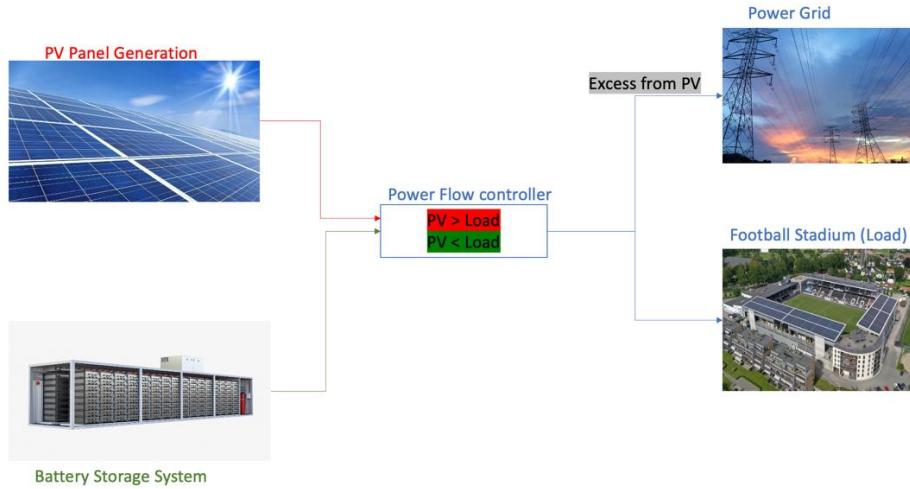 Power Grid
PV Panel Generation
Excess from PV
Power Flow controller
PV > Load
PV < Load
Football Stadium (Load)
Battery Storage System